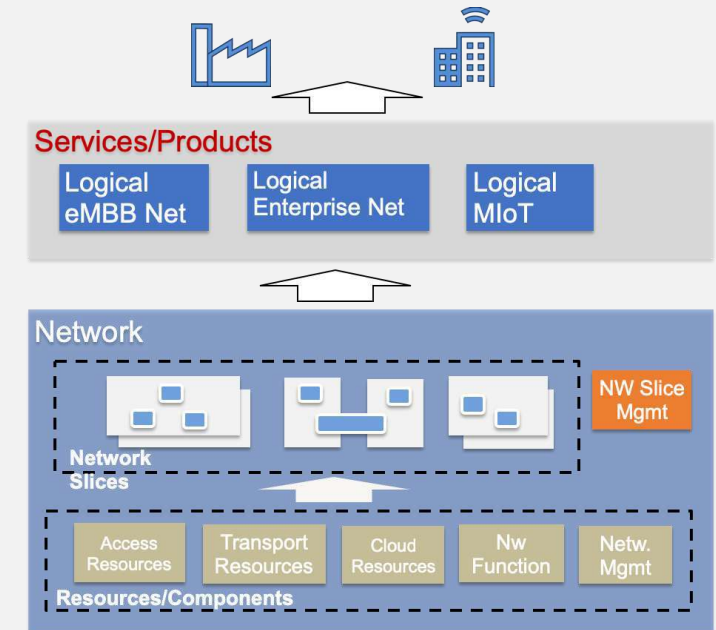 Services/Products
Logical
eMBB Net
Logical
Enterprise Net
Logical
MIoT
Network
NW Slice
Mgmt
Network
Slices
Access
Resources
Transport
Resources
Cloud
Resources
Nw
Function
Netw.
Mgmt
Resources/Components